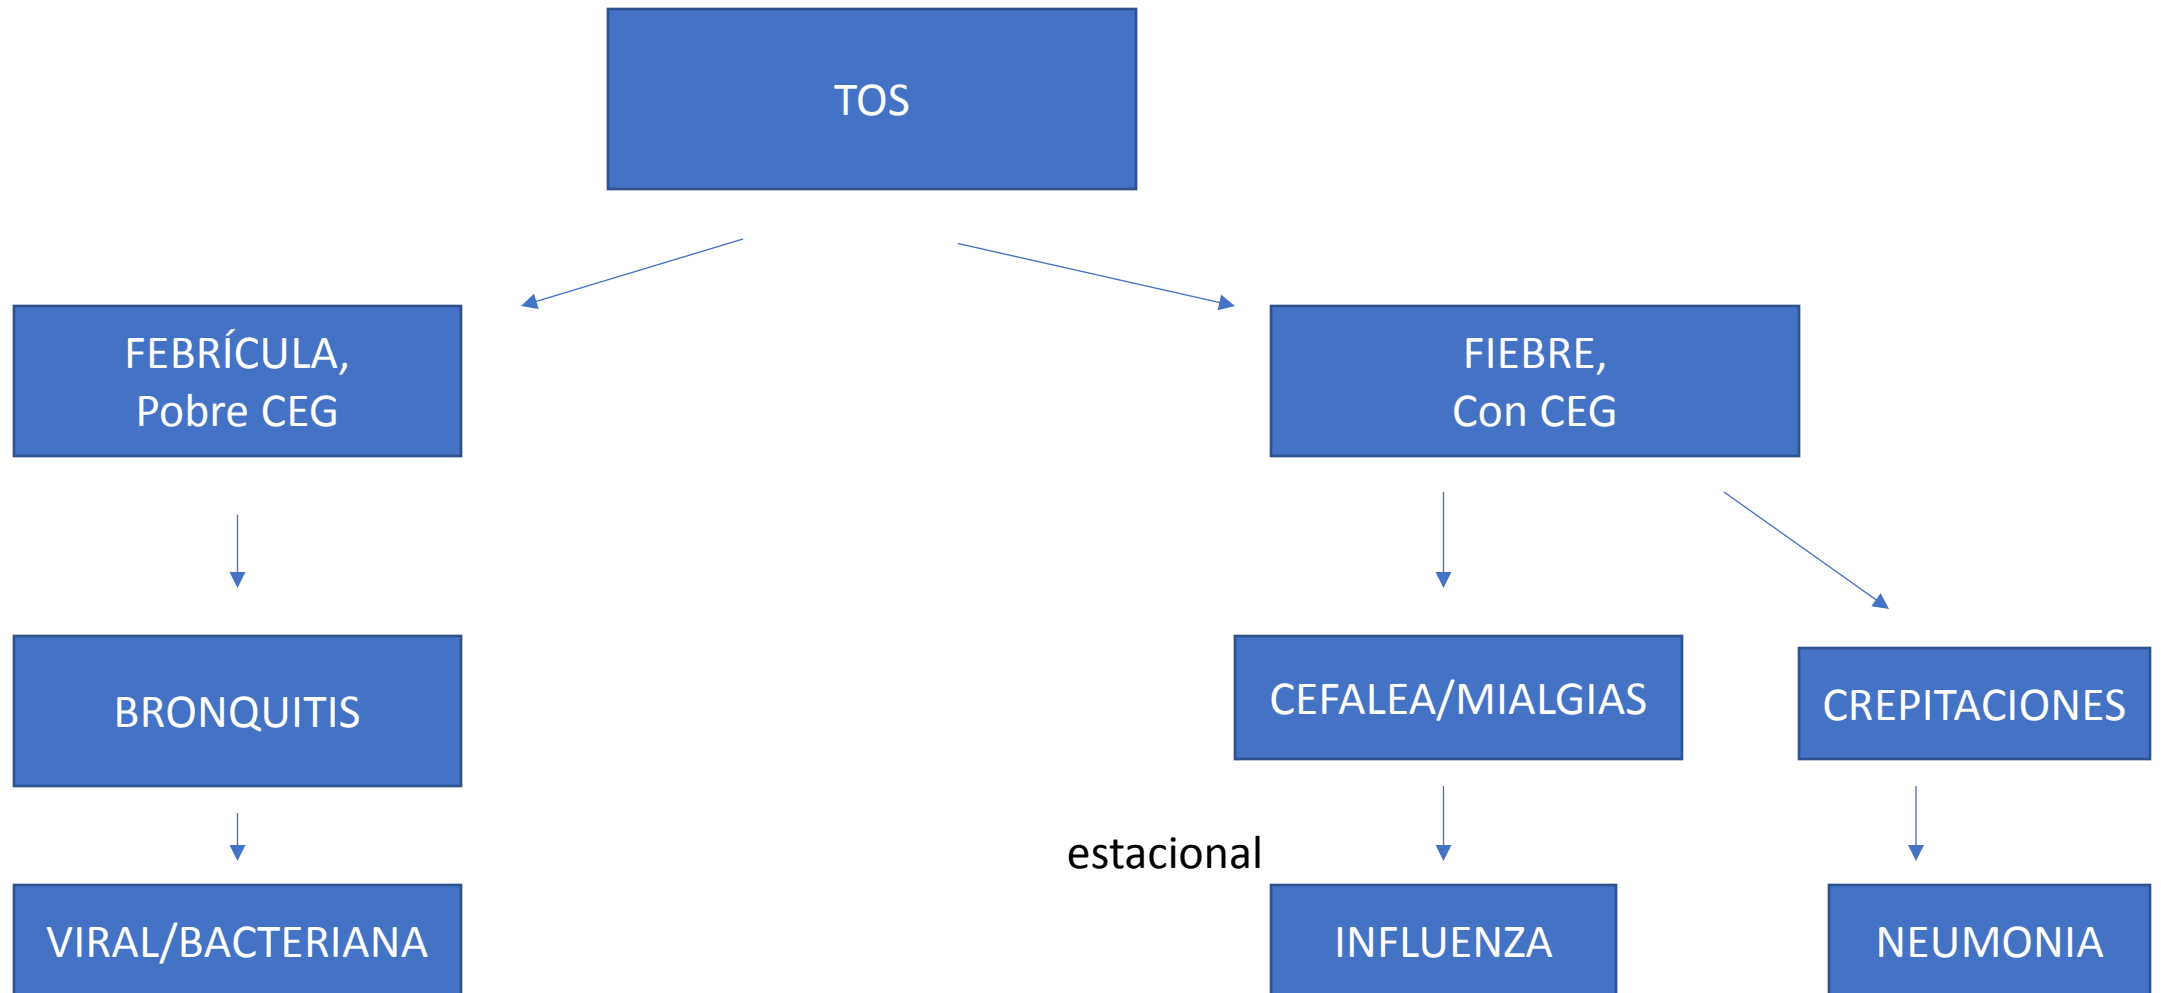 TOS
FEBRÍCULA,
Pobre CEG
FIEBRE,
Con CEG
BRONQUITIS
CEFALEA/MIALGIAS
CREPITACIONES
estacional
VIRAL/BACTERIANA
INFLUENZA
NEUMONIA